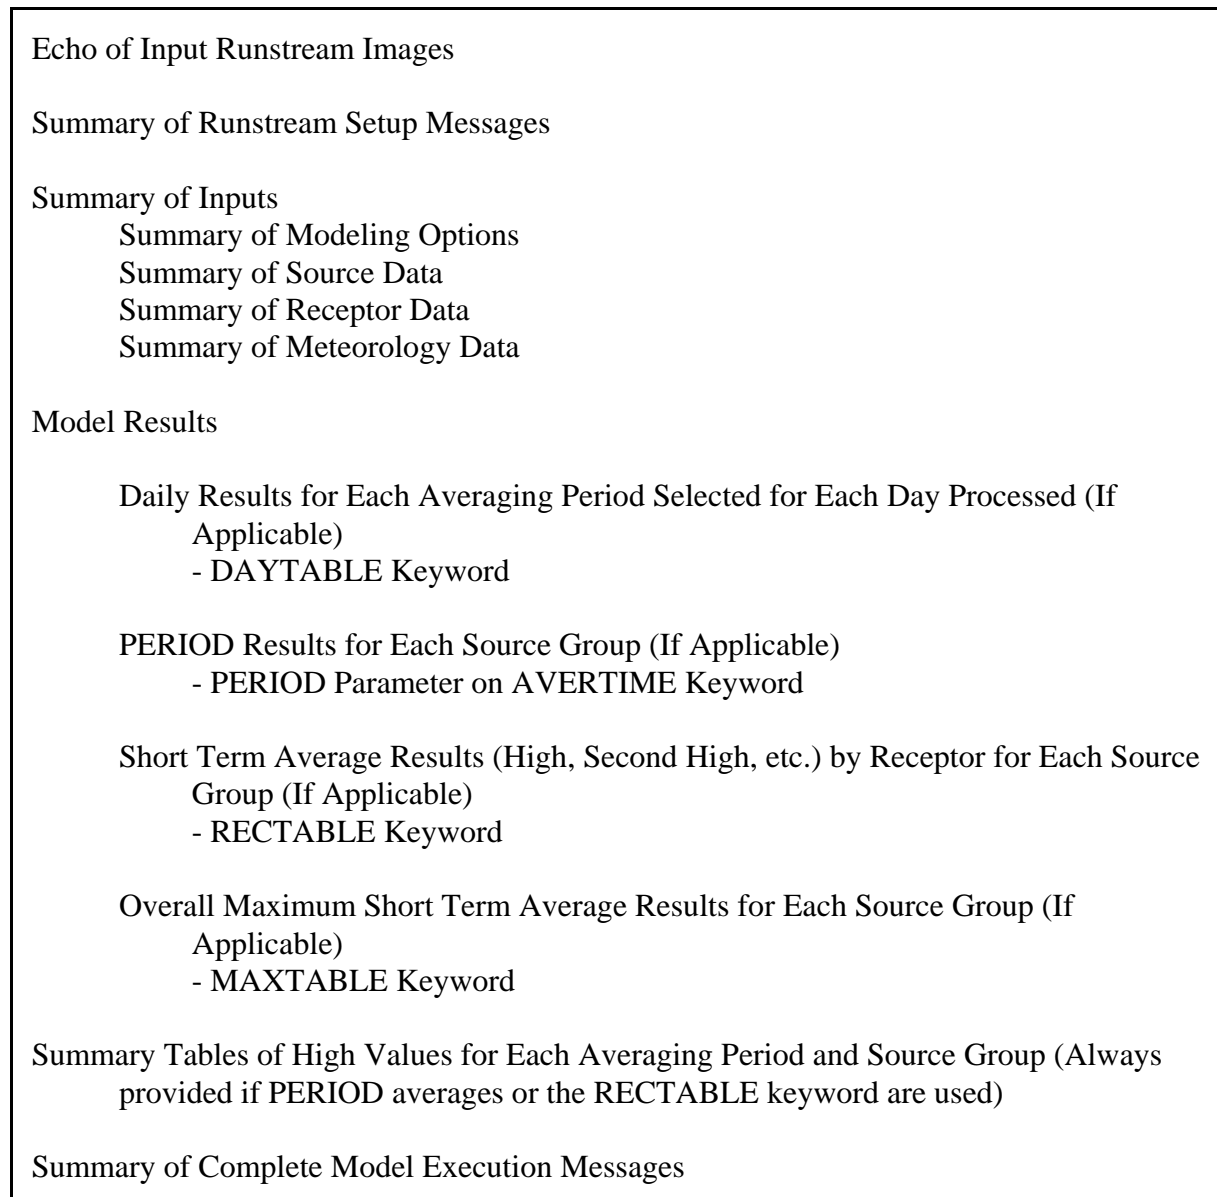 Echo of Input Runstream Images
Summary of Runstream Setup Messages
Summary of Inputs
Summary of Modeling Options
Summary of Source Data
Summary of Receptor Data
Summary of Meteorology Data
Model Results
Daily Results for Each Averaging Period Selected for Each Day Processed (If
Applicable)
- DAYTABLE Keyword
PERIOD Results for Each Source Group (If Applicable)
- PERIOD Parameter on AVERTIME Keyword
Short Term Average Results (High, Second High, etc.) by Receptor for Each Source
Group (If Applicable)
- RECTABLE Keyword
Overall Maximum Short Term Average Results for Each Source Group (If
Applicable)
- MAXTABLE Keyword
Summary Tables of High Values for Each Averaging Period and Source Group (Always
provided if PERIOD averages or the RECTABLE keyword are used)
Summary of Complete Model Execution Messages